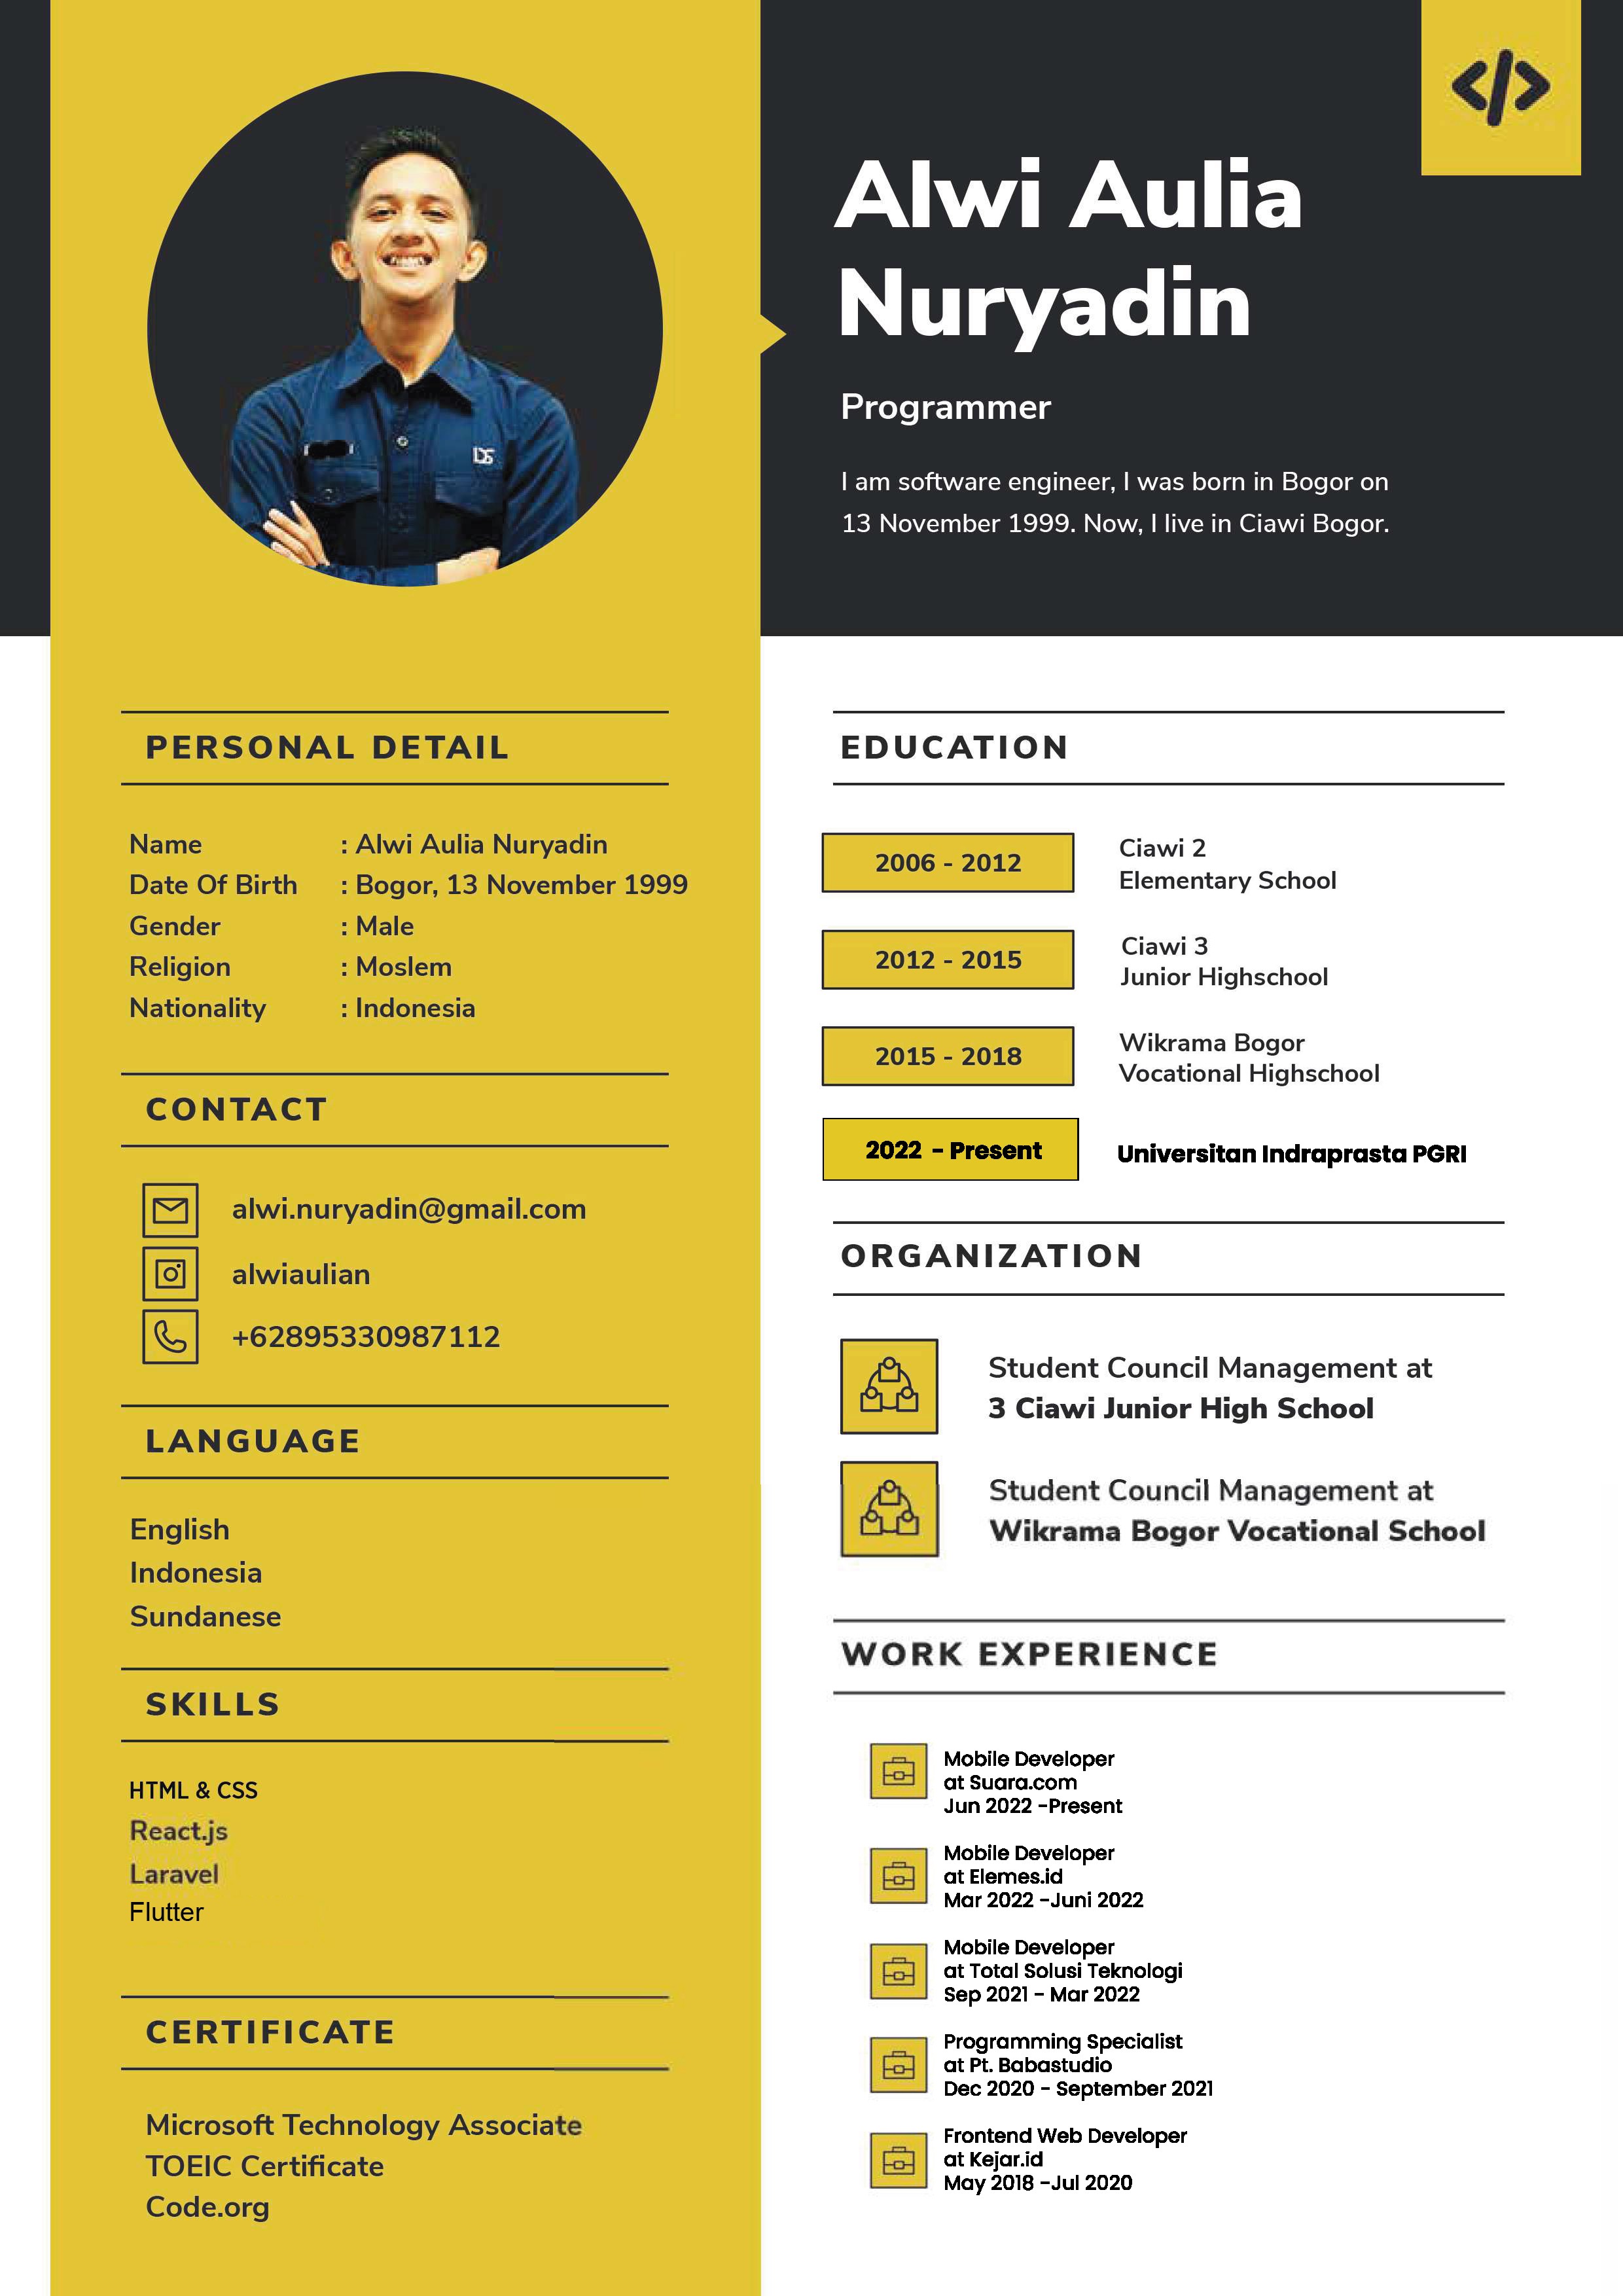 </>
Alwi Aulia
Nuryadin
Programmer
I am software engineer, I was born in Bogor on
13 November 1999. Now, I live in Ciawi Bogor.
PERSONAL DETAIL
Name : Alwi Aulia Nuryadin
Date Of Birth : Bogor, 13 November 1999
Gender : Male
Religion : Moslem
Nationality : Indonesia
CONTACT
alwi.nuryadin@gmail.com
alwiaulian
+62895330987112
LANGUAGE
English
Indonesia
Sundanese
SKILLS
HTML & CSS
React.js
Laravel
Flutter
CERTIFICATE
Microsoft Technology Associate
TOEIC Certificate
Code.org
EDUCATION
2006 - 2012
Ciawi 2
Elementary School
2012 - 2015
Ciawi 3
Junior Highschool
2015 - 2018
Wikrama Bogor
Vocational Highschool
2022 - Present
Universitan Indraprasta PGRI
ORGANIZATION
Student Council Management at
3 Ciawi Junior High School
Student Council Management at
Wikrama Bogor Vocational School
WORK EXPERIENCE
Mobile Developer
at Suara.com
Jun 2022 -Present
Mobile Developer
at Elemes.id
Mar 2022 -Juni 2022
Mobile Developer
at Total Solusi Teknologi
Sep 2021 - Mar 2022
Programming Specialist
at Pt. Babastudio
Dec 2020 - September 2021
Frontend Web Developer
at Kejar.id
May 2018 -Jul 2020